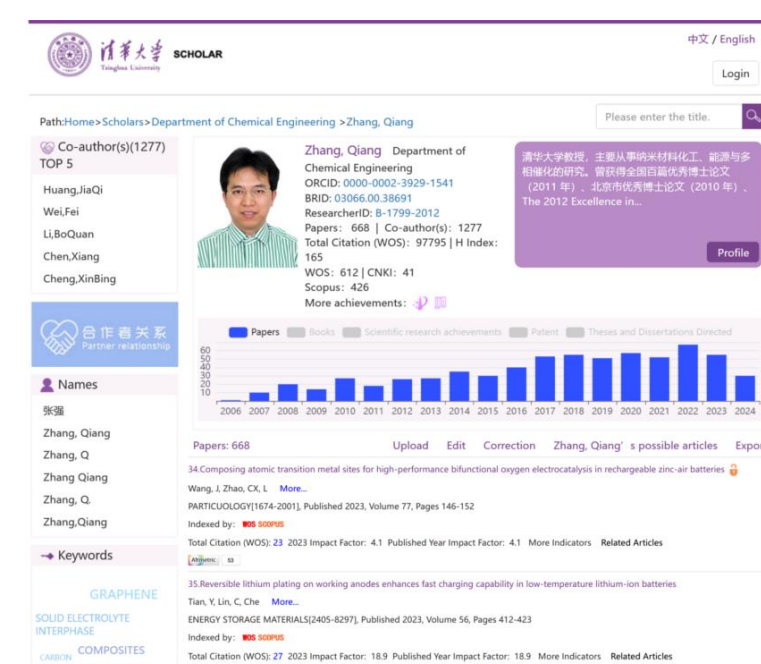 清華大学
Tsinghua University
SCHOLAR
中文 / English
Login
Path:Home>Scholars>Department of Chemical Engineering >Zhang, Qiang
Please enter the title.
Co-author(s)(1277)
TOP 5
Huang,JiaQi
Wei,Fei
Li,BoQuan
Chen,Xiang
Cheng,XinBing
Zhang, Qiang Department of
Chemical Engineering
ORCID: 0000-0002-3929-1541
BRID: 03066.00.38691
ResearcherID: B-1799-2012
Papers: 668 | Co-author(s): 1277
Total Citation (WOS): 97795 | H Index:
165
WOS: 612 | CNKI: 41
Scopus: 426
More achievements:
清华大学教授，主要从事纳米材料化工、能源与多
相催化的研究。曾获得全国百篇优秀博士论文
（2011 年）、北京市优秀博士论文（2010 年）、
The 2012 Excellence in...
Profile
合作者关系
Partner relationship
Names
张强
Zhang, Qiang
Zhang, Q
Zhang Qiang
Zhang, Q.
Zhang,Qiang
Keywords
GRAPHENE
SOLID ELECTROLYTE
INTERPHASE
CARBON
COMPOSITES
Papers Books Scientific research achievements Patent Theses and Dissertations Directed
60
50
40
30
20
10
2006 2007 2008 2009 2010 2011 2012 2013 2014 2015 2016 2017 2018 2019 2020 2021 2022 2023 2024
Papers: 668 Upload Edit Correction Zhang, Qiang' s possible articles Expor
34.Composing atomic transition metal sites for high-performance bifunctional oxygen electrocatalysis in rechargeable zinc-air batteries
Wang, J, Zhao, CX, L More...
PARTICUOLOGY[1674-2001], Published 2023, Volume 77, Pages 146-152
Indexed by: WOS SCOPUS
Total Citation (WOS): 23 2023 Impact Factor: 4.1 Published Year Impact Factor: 4.1 More Indicators Related Articles
Altmetric 53
35.Reversible lithium plating on working anodes enhances fast charging capability in low-temperature lithium-ion batteries
Tian, Y, Lin, C, Che More...
ENERGY STORAGE MATERIALS[2405-8297], Published 2023, Volume 56, Pages 412-423
Indexed by: WOS SCOPUS
Total Citation (WOS): 27 2023 Impact Factor: 18.9 Published Year Impact Factor: 18.9 More Indicators Related Articles